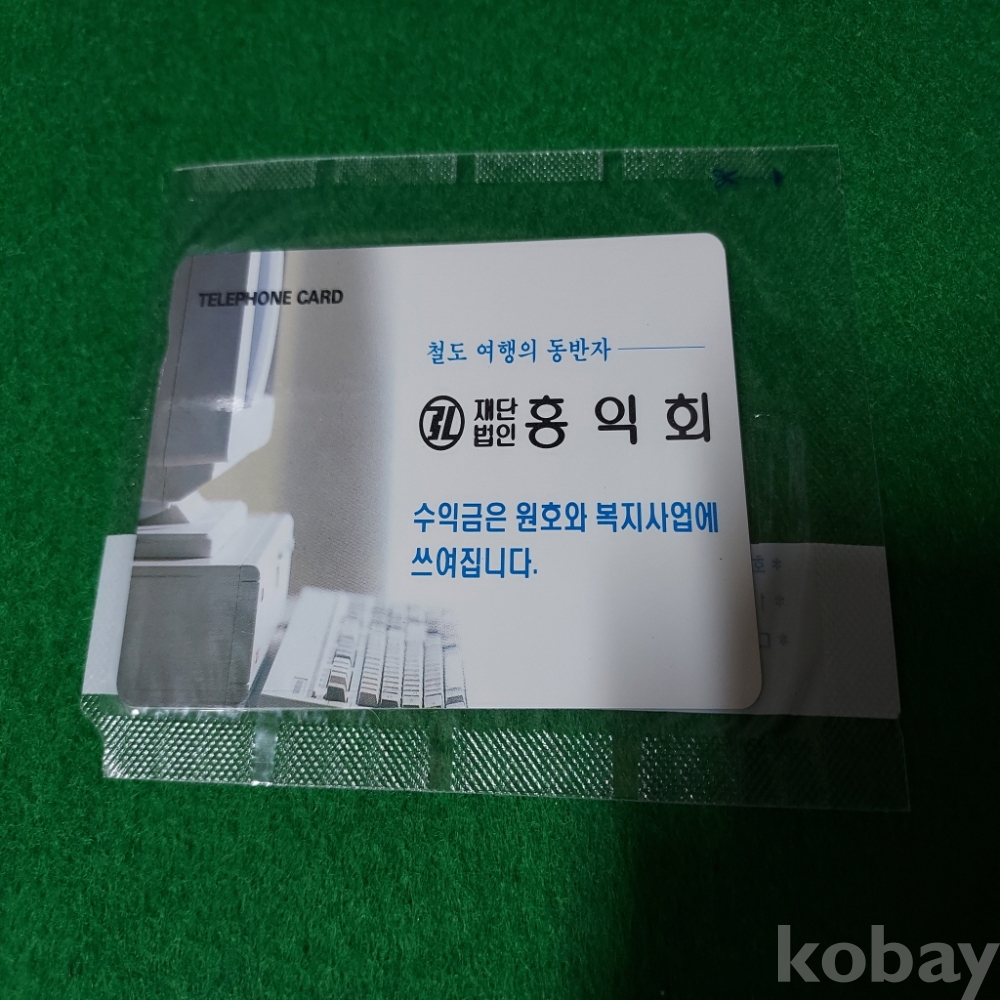 TELEPHONE CARD
철도 여행의 동반자
재단법인 홍익회
수익금은 원호와 복지사업에
쓰여집니다.
호*
kobay